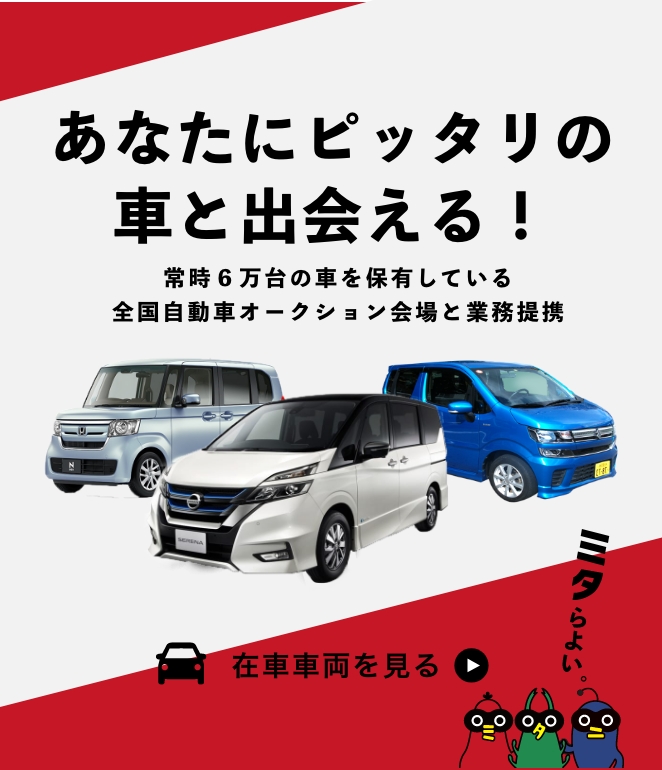 あなたにピッタリの
車と出会える！
常時６万台の車を保有している
全国自動車オークション会場と業務提携
N
SERENA
ミタ
らよい。
在車車両を見る
ミ
タ